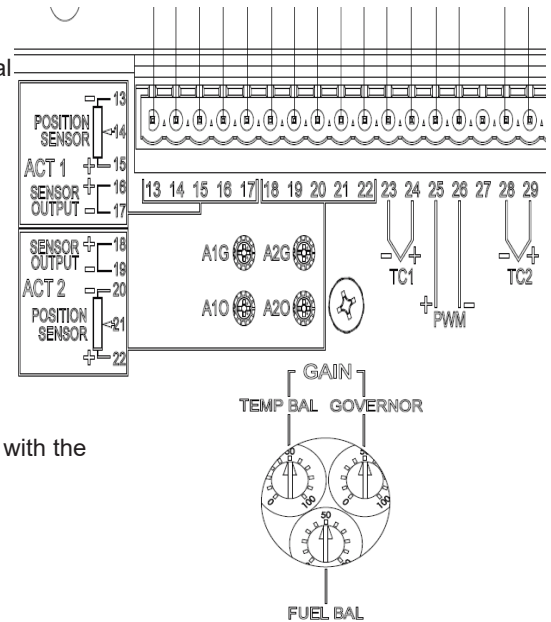 al
- 13
POSITION
SENSOR
14
+ 15
ACT 1
SENSOR
OUTPUT
+ 16
- 17
SENSOR
OUTPUT
+ 18
- 19
ACT 2
- 20
POSITION
SENSOR
21
+ 22
13 14 15 16 17 18 19 20 21 22 23 24 25 26 27 28 29
- +
TC1
- +
TC2
+ -
PWM
A1G A2G
A1O A2O
GAIN
TEMP BAL GOVERNOR
50 50
0 100 0 100
50
with the
FUEL BAL